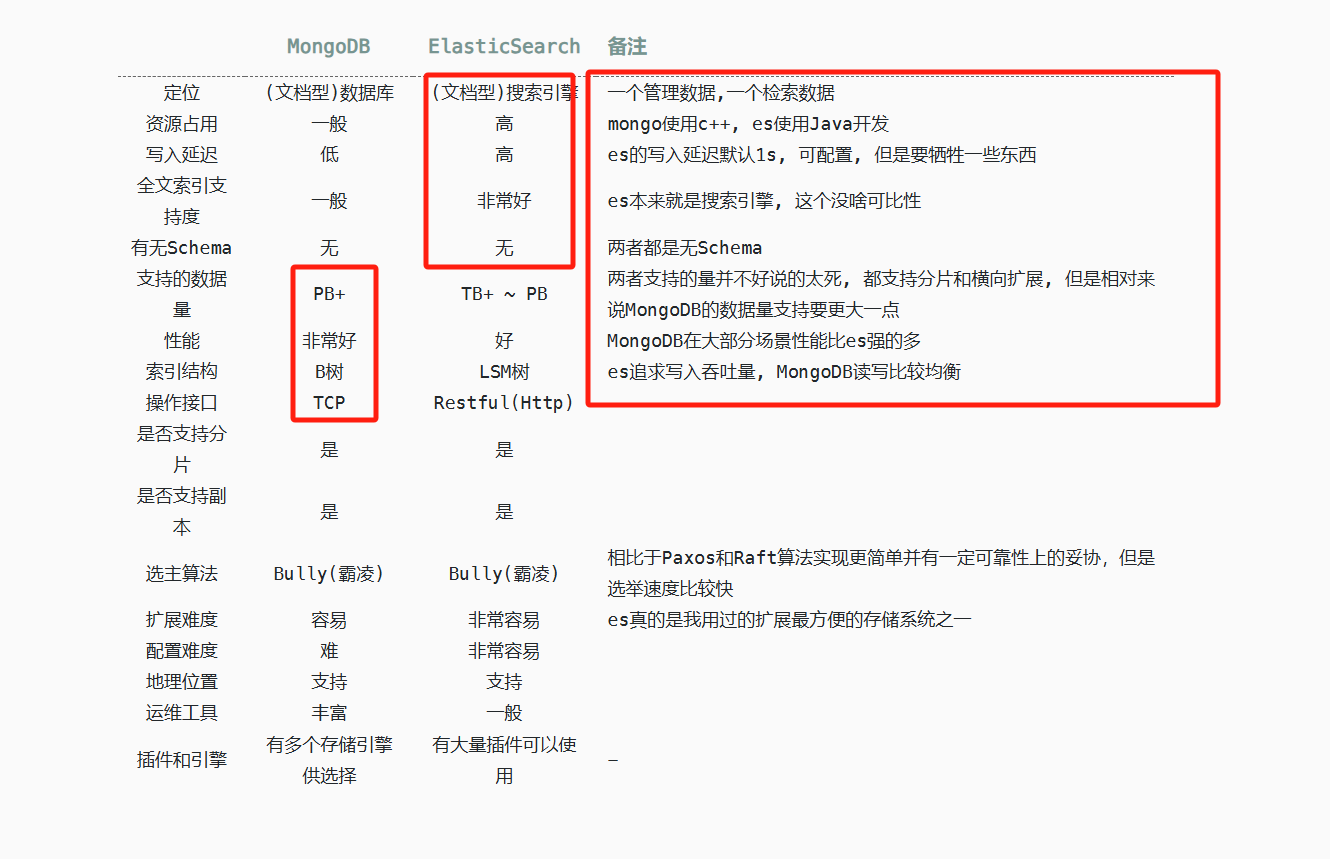 MongoDB ElasticSearch 备注
定位 (文档型)数据库 (文档型)搜索引擎 一个管理数据,一个检索数据
资源占用 一般 高 mongo使用c++, es使用Java开发
写入延迟 低 高 es的写入延迟默认1s, 可配置, 但是要牺牲一些东西
全文索引支
持度 一般 非常好 es本来就是搜索引擎, 这个没啥可比性
有无Schema 无 无 两者都是无Schema
支持的数据
量 PB+ TB+ ~ PB 两者支持的量并不好说的太死, 都支持分片和横向扩展, 但是相对来
说MongoDB的数据量支持要更大一点
性能 非常好 好 MongoDB在大部分场景性能比es强的多
索引结构 B树 LSM树 es追求写入吞吐量, MongoDB读写比较均衡
操作接口 TCP Restful(Http)
是否支持分
片 是 是
是否支持副
本 是 是
选主算法 Bully(霸凌) Bully(霸凌) 相比于Paxos和Raft算法实现更简单并有一定可靠性上的妥协，但是
选举速度比较快
扩展难度 容易 非常容易 es真的是我用过的扩展最方便的存储系统之一
配置难度 难 非常容易
地理位置 支持 支持
运维工具 丰富 一般
插件和引擎 有多个存储引擎
供选择 有大量插件可以使
用 –